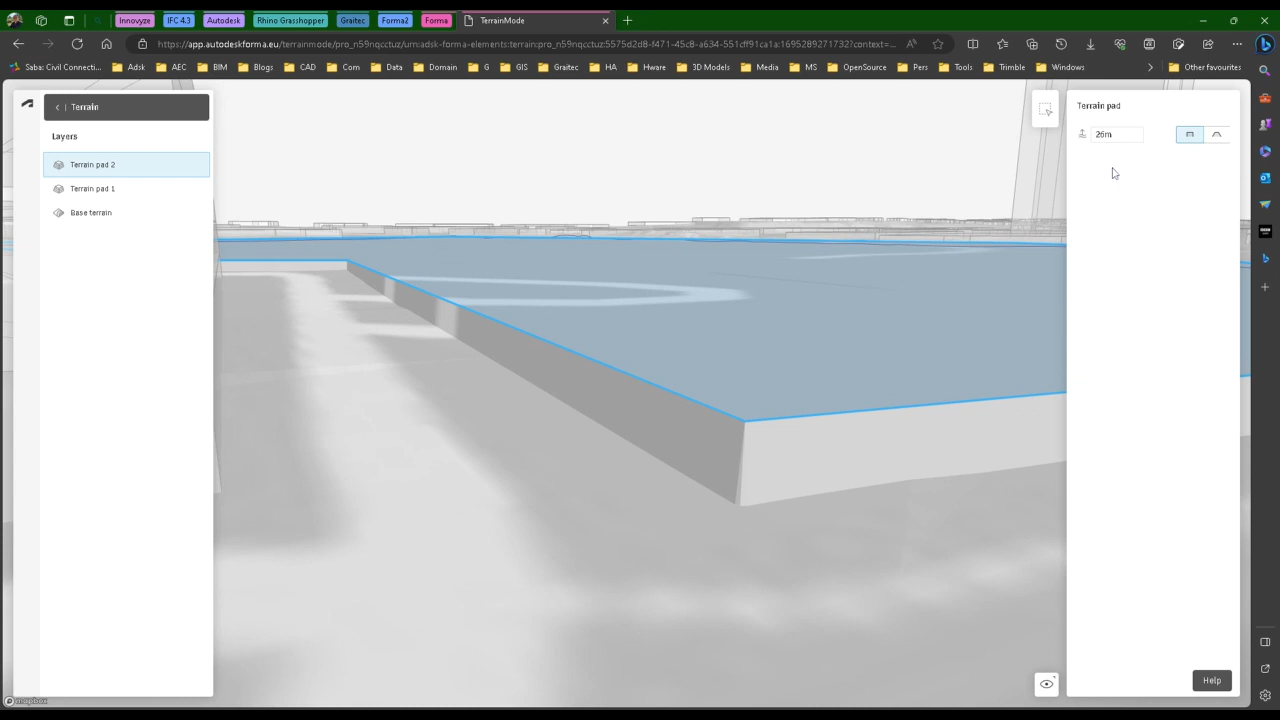 Innovyze
IFC 4.3
Autodesk
Rhino Grasshopper
Graitec
Forma2
Forma
TerrainMode
https://app.autodeskforma.eu/terrainmode/pro_n59nqcctuz/urn:adsk-forma-elements:terrain:pro_n59nqcctuz:5575d2d8-f471-45c8-a634-551cff91ca1a:1695289271732?context=...
Saba: Civil Connecti...
Adsk
AEC
BIM
Blogs
CAD
Com
Data
Domain
G
GIS
Graitec
HA
Hware
3D Models
Media
MS
OpenSource
Pers
Tools
Trimble
Windows
Other favourites
Terrain
Layers
Terrain pad 2
Terrain pad 1
Base terrain
Terrain pad
26m
Help
mapbox